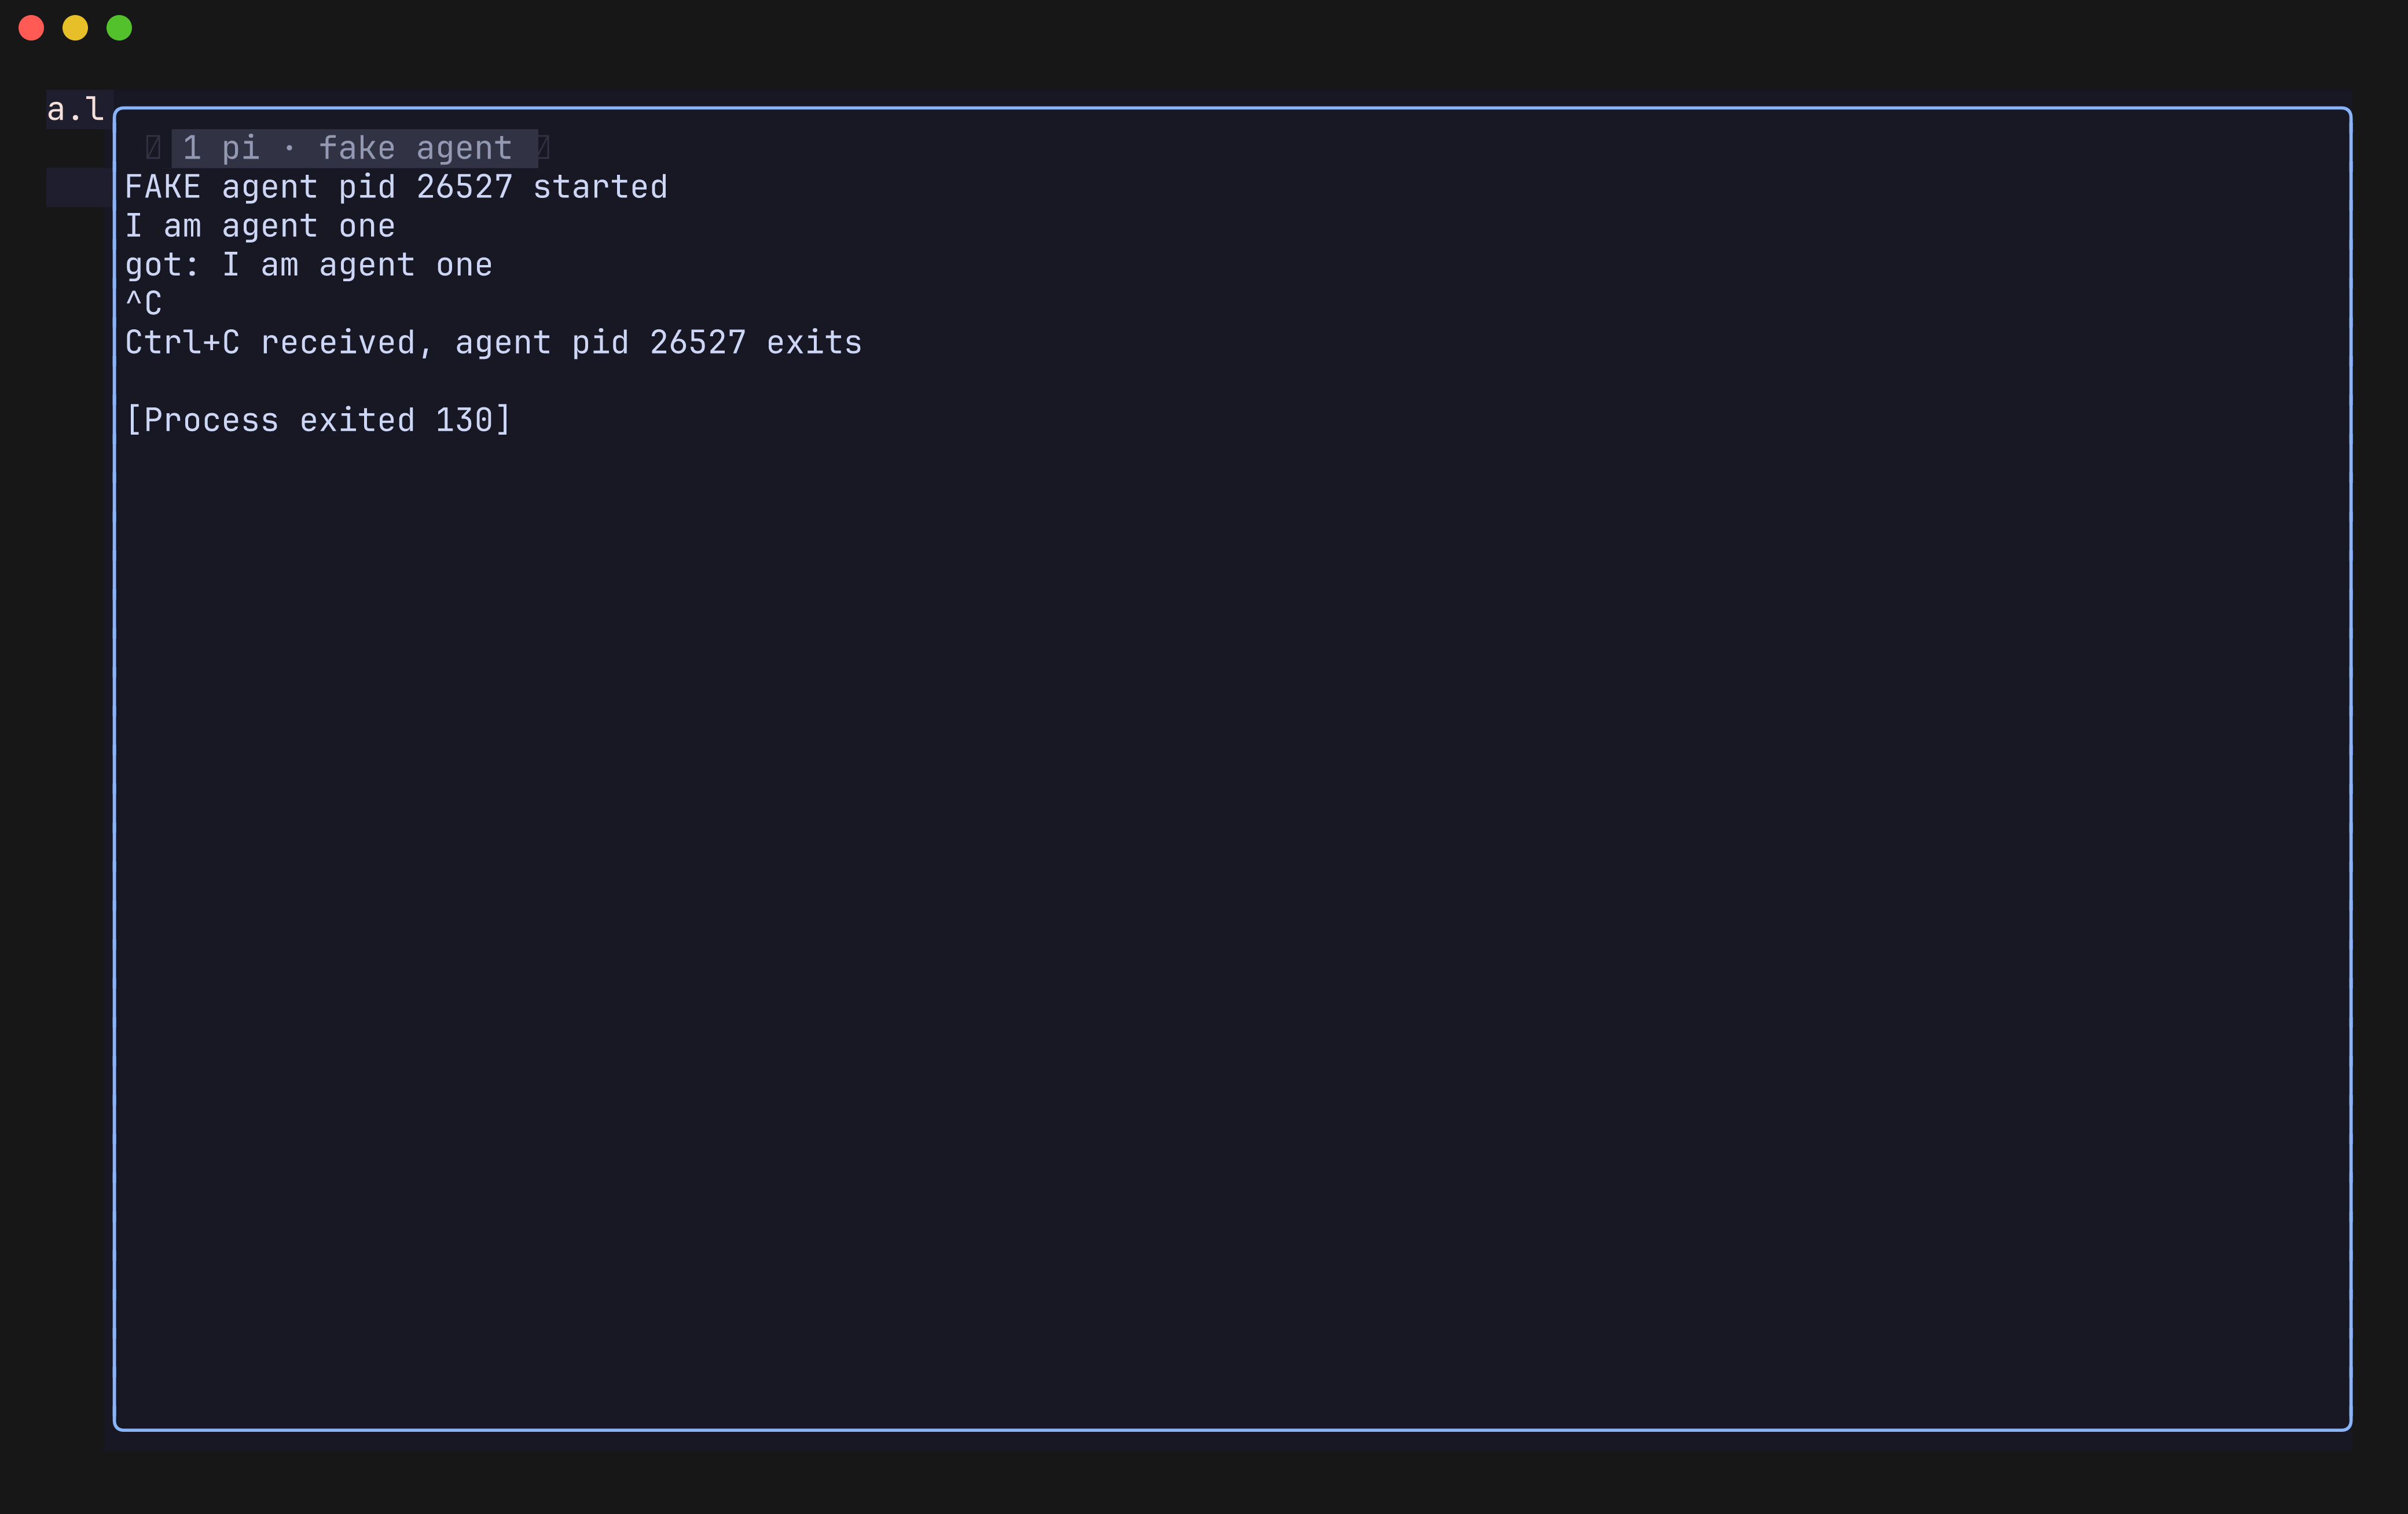 a.l
1 pi · fake agent
FAKE agent pid 26527 started
I am agent one
got: I am agent one
^C
Ctrl+C received, agent pid 26527 exits
[Process exited 130]